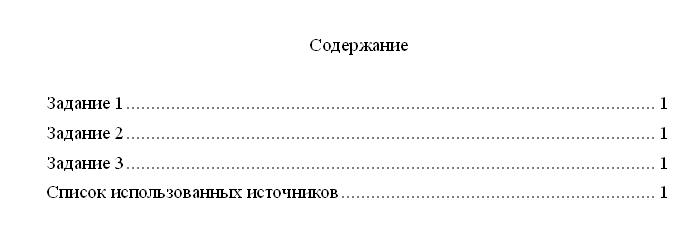 Содержание
Задание 1 ........................................................................................................ 1
Задание 2 ........................................................................................................ 1
Задание 3 ........................................................................................................ 1
Список использованных источников ................................................................ 1